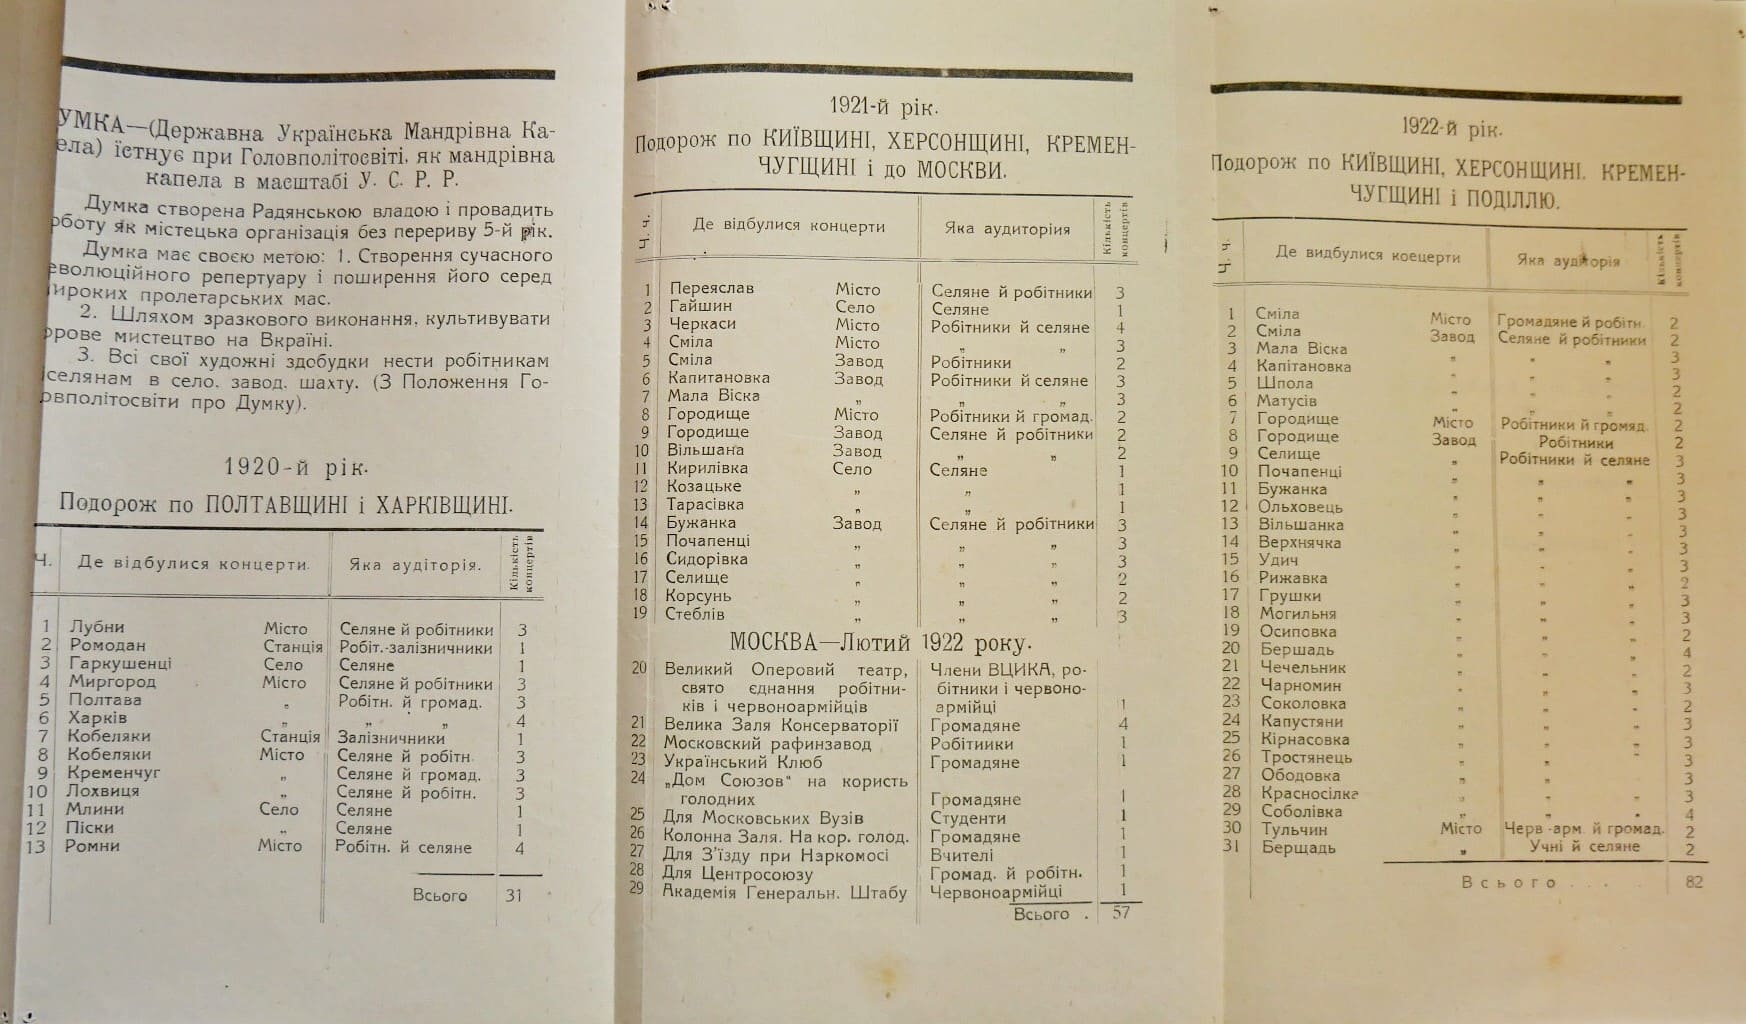 УМКА—(Державна Українська Мандрівна Ка-
ела) їстнує при Головполітосвіті, як мандрівна
капела в масштабі У. С. Р. Р.
Думка створена Радянською владою і провадить
оботу як містецька організація без перериву 5-й рік.
Думка має своєю метою: 1. Створення сучасного
еволюційного репертуару і поширення його серед
ироких пролетарських мас.
2. Шляхом зразкового виконання, культивувати
орове мистецтво на Вкраїні.
3. Всі свої художні здобудки нести робітникам
селянам в село. завод. шахту. (З Положення Го-
овполітосвіти про Думку).
1920-й рік.
Подорож по ПОЛТАВЩИНІ і ХАРКІВЩИНІ.
Ч. Де відбулися концерти. Яка аудіторія. Кількість концертів
1 Лубни Місто Селяне й робітники 3
2 Ромодан Станція Робіт.-залізничники 1
3 Гаркушенці Село Селяне 1
4 Миргород Місто Селяне й робітники 3
5 Полтава „ Робітн. й громад. 3
6 Харків „ „ „ 4
7 Кобеляки Станція Залізничники 1
8 Кобеляки Місто Селяне й робітн. 3
9 Кременчуг „ Селяне й громад. 3
10 Лохвиця „ Селяне й робітн. 3
11 Млини Село Селяне 1
12 Піски „ Селяне 1
13 Ромни Місто Робітн. й селяне 4
Всього 31
1921-й рік.
Подорож по КИЇВЩИНІ, ХЕРСОНЩИНІ, КРЕМЕН-
ЧУГЩИНІ і до МОСКВИ.
Ч. Ч. Де відбулися концерти Яка аудиторіия Кількість концертів
1 Переяслав Місто Селяне й робітники 3
2 Гайшин Село Селяне 1
3 Черкаси Місто Робітники й селяне 4
4 Сміла Місто „ „ 3
5 Сміла Завод Робітники 2
6 Капитановка Завод Робітники й селяне 3
7 Мала Віска „ „ „ 3
8 Городище Місто Робітники й громад. 2
9 Городище Завод Селяне й робітники 2
10 Вільшана Завод „ „ 2
11 Кирилівка Село Селяне 1
12 Козацьке „ „ 1
13 Тарасівка „ „ 1
14 Бужанка Завод Селяне й робітники 3
15 Почапенці „ „ „ 3
16 Сидорівка „ „ „ 3
17 Селище „ „ „ 2
18 Корсунь „ „ „ 2
19 Стеблів „ „ „ 3
МОСКВА—Лютий 1922 року.
20 Великий Оперовий театр, Члени ВЦИКА, ро-
свято єднання робітни- бітники і червоно-
ків і червоноармійців армійці 1
21 Велика Заля Консерваторії Громадяне 4
22 Московский рафинзавод Робітиики 1
23 Український Клюб Громадяне 1
24 „Дом Союзов“ на користь
голодних Громадяне 1
25 Для Московських Вузів Студенти 1
26 Колонна Заля. На кор. голод. Громадяне 1
27 Для З'їзду при Наркомосі Вчителі 1
28 Для Центросоюзу Громад. й робітн. 1
29 Академія Генеральн. Штабу Червоноармійці 1
Всього . 57
1922-й рік.
Подорож по КИЇВЩИНІ, ХЕРСОНЩИНІ, КРЕМЕН-
ЧУГЩИНІ і ПОДІЛЛЮ.
Ч. Ч. Де видбулися коецерти Яка аудиторія Кількість концертів
1 Сміла Місто Громадяне й робітн. 2
2 Сміла Завод Селяне й робітники 2
3 Мала Віска „ „ „ 3
4 Капітановка „ „ „ 3
5 Шпола „ „ „ 2
6 Матусів „ „ „ 2
7 Городище Місто Робітники й громяд. 2
8 Городище Завод Робітники 2
9 Селище „ Робітники й селяне 3
10 Почапенці „ „ „ 3
11 Бужанка „ „ „ 3
12 Ольховець „ „ „ 3
13 Вільшанка „ „ „ 3
14 Верхнячка „ „ „ 3
15 Удич „ „ „ 3
16 Рижавка „ „ „ 2
17 Грушки „ „ „ 3
18 Могильня „ „ „ 3
19 Осиповка „ „ „ 2
20 Бершадь „ „ „ 4
21 Чечельник „ „ „ 2
22 Чарномин „ „ „ 3
23 Соколовка „ „ „ 2
24 Капустяни „ „ „ 3
25 Кірнасовка „ „ „ 3
26 Тростянець „ „ „ 3
27 Ободовка „ „ „ 3
28 Красносілка „ „ „ 3
29 Соболівка „ „ „ 4
30 Тульчин Місто Черв.-арм. й громад. 2
31 Берщадь „ Учні й селяне 2
Всього . . . . 82